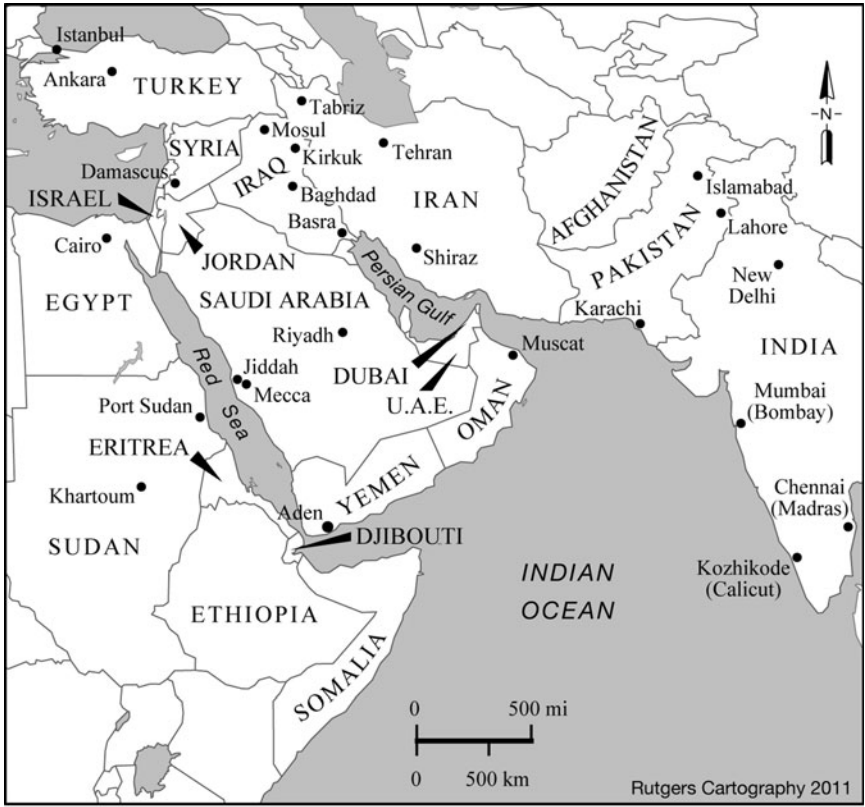 Istanbul
Ankara
TURKEY
Tabriz
Mosul
SYRIA
Kirkuk
Tehran
AFGHANISTAN
-N-
Damascus
IRAQ
Islamabad
ISRAEL
Baghdad
IRAN
Basra
Lahore
Cairo
JORDAN
Shiraz
PAKISTAN
New
Delhi
EGYPT
SAUDI ARABIA
Persian Gulf
Karachi
Riyadh
Muscat
INDIA
Red Sea
Jiddah
Mecca
DUBAI
U.A.E.
OMAN
Mumbai
(Bombay)
Port Sudan
ERITREA
Khartoum
YEMEN
Chennai
(Madras)
Aden
DJIBOUTI
SUDAN
INDIAN
OCEAN
Kozhikode
(Calicut)
ETHIOPIA
SOMALIA
0 500 mi
0 500 km
Rutgers Cartography 2011